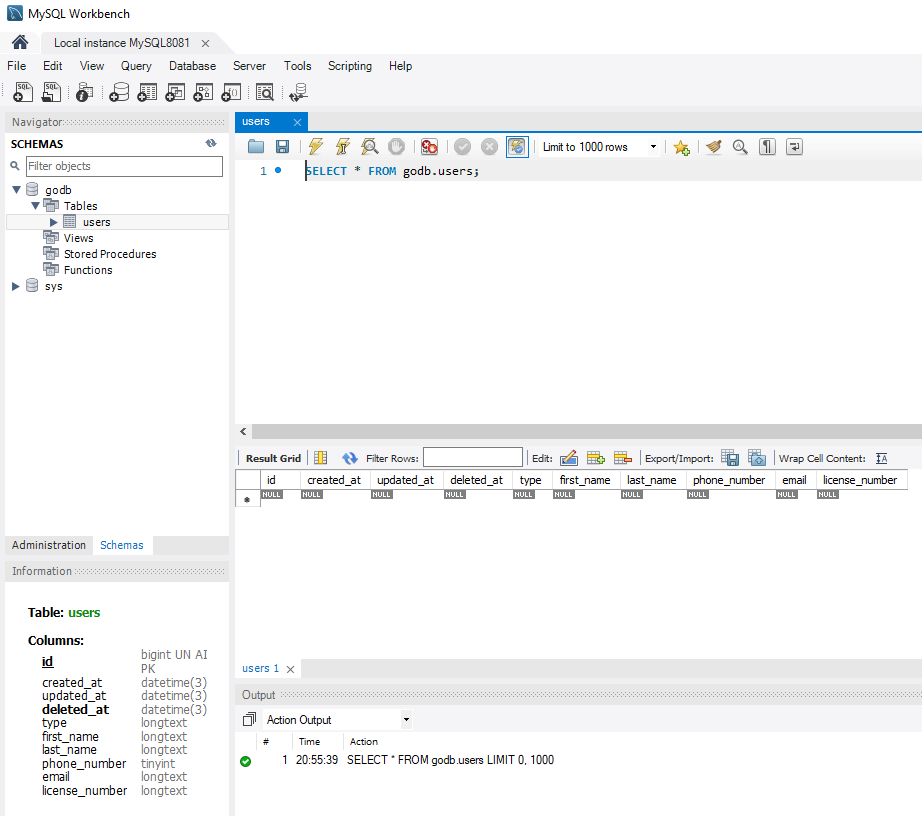 MySQL Workbench
Local instance MySQL8081
File Edit View Query Database Server Tools Scripting Help
Navigator
SCHEMAS
Filter objects
godb
Tables
users
Views
Stored Procedures
Functions
sys
Administration Schemas
Information
Table: users
Columns:
id bigint UN AI PK
created_at datetime(3)
updated_at datetime(3)
deleted_at datetime(3)
type longtext
first_name longtext
last_name longtext
phone_number tinyint
email longtext
license_number longtext
users
Limit to 1000 rows
1 SELECT * FROM godb.users;
Result Grid Filter Rows: Edit: Export/Import: Wrap Cell Content:
id created_at updated_at deleted_at type first_name last_name phone_number email license_number
NULL NULL NULL NULL NULL NULL NULL NULL NULL NULL
users 1
Output
Action Output
# Time Action
1 20:55:39 SELECT * FROM godb.users LIMIT 0, 1000